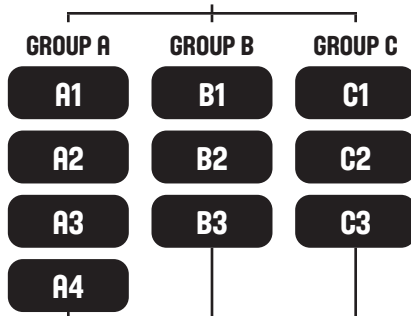 GROUP A GROUP B GROUP C
A1 B1 C1
A2 B2 C2
A3 B3 C3
A4